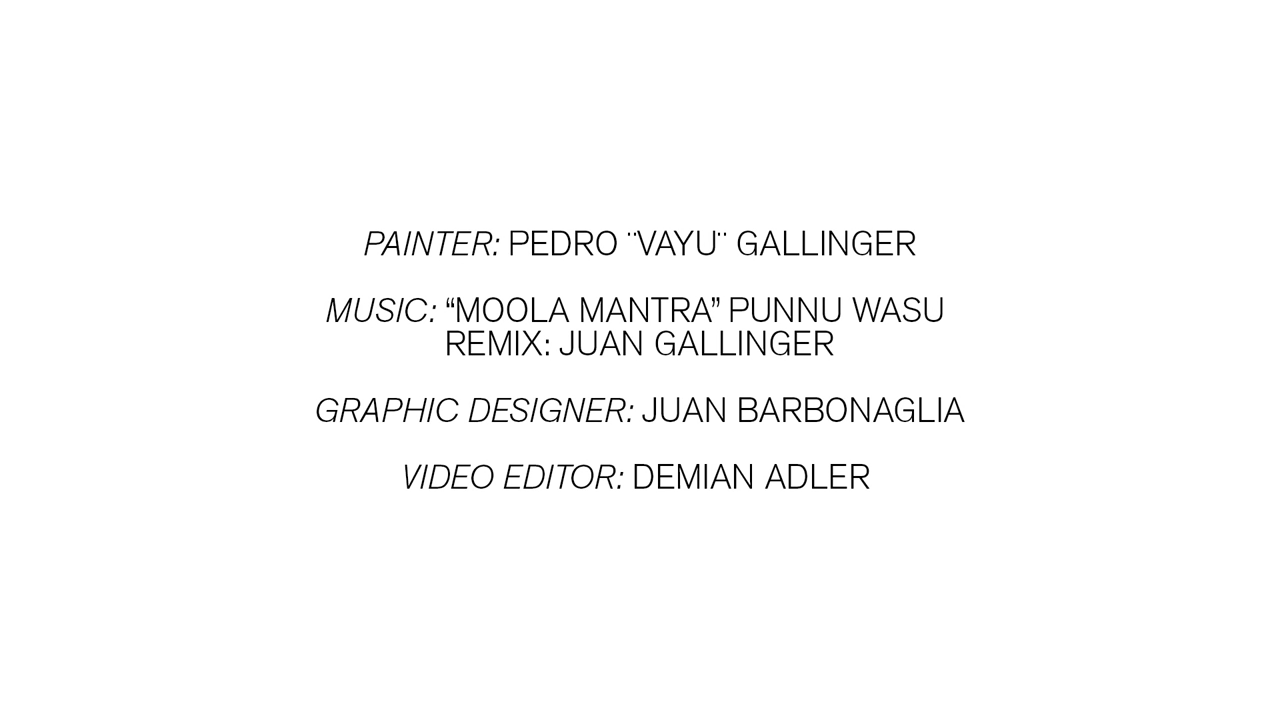 PAINTER: PEDRO ¨VAYU¨ GALLINGER
MUSIC: “MOOLA MANTRA” PUNNU WASU
REMIX: JUAN GALLINGER
GRAPHIC DESIGNER: JUAN BARBONAGLIA
VIDEO EDITOR: DEMIAN ADLER